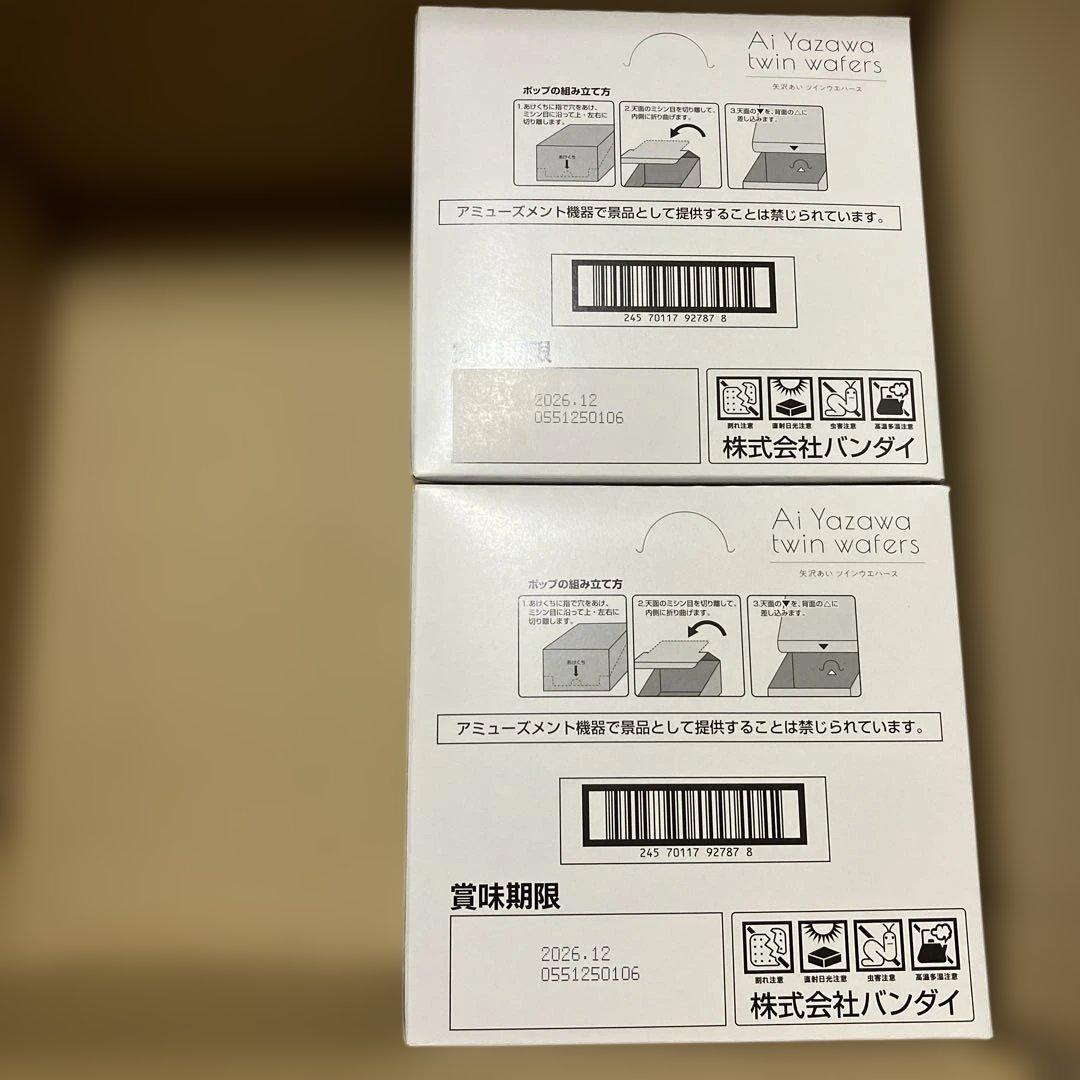 Ai Yazawa
twin wafers
矢沢あい ツインウエハース
ポップの組み立て方
1.あけくちに指で穴をあけ、
ミシン目に沿って上・左右に
切り離します。
あけくち
2.天面のミシン目を切り離して、
内側に折り曲げます。
3.天面の▼を、背面の△に
差し込みます。
アミューズメント機器で景品として提供することは禁じられています。
245 70117 92787 8
賞味期限
2026.12
0551250106
割れ注意
直射日光注意
虫害注意
高温多湿注意
株式会社バンダイ
Ai Yazawa
twin wafers
矢沢あい ツインウエハース
ポップの組み立て方
1.あけくちに指で穴をあけ、
ミシン目に沿って上・左右に
切り離します。
あけくち
2.天面のミシン目を切り離して、
内側に折り曲げます。
3.天面の▼を、背面の△に
差し込みます。
アミューズメント機器で景品として提供することは禁じられています。
245 70117 92787 8
賞味期限
2026.12
0551250106
割れ注意
直射日光注意
虫害注意
高温多湿注意
株式会社バンダイ